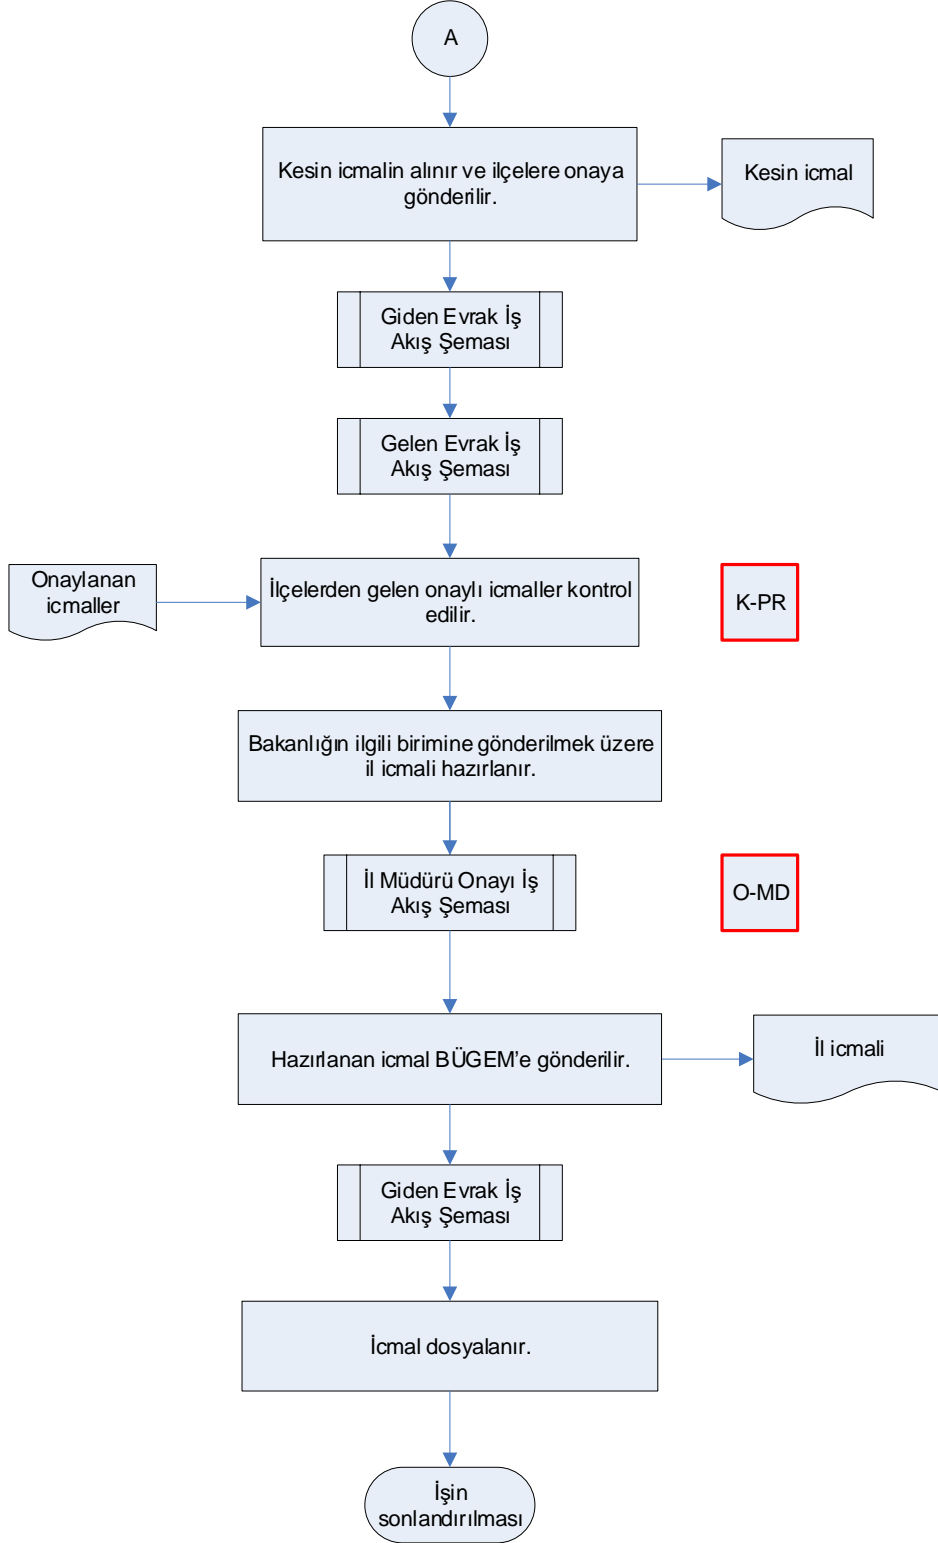 A
Kesin icmalin alınır ve ilçelere onaya
gönderilir.
Kesin icmal
Giden Evrak İş
Akış Şeması
Gelen Evrak İş
Akış Şeması
Onaylanan
icmaller
İlçelerden gelen onaylı icmaller kontrol
edilir.
K-PR
Bakanlığın ilgili birimine gönderilmek üzere
il icmali hazırlanır.
İl Müdürü Onayı İş
Akış Şeması
O-MD
Hazırlanan icmal BÜGEM’e gönderilir.
İl icmali
Giden Evrak İş
Akış Şeması
İcmal dosyalanır.
İşin
sonlandırılması